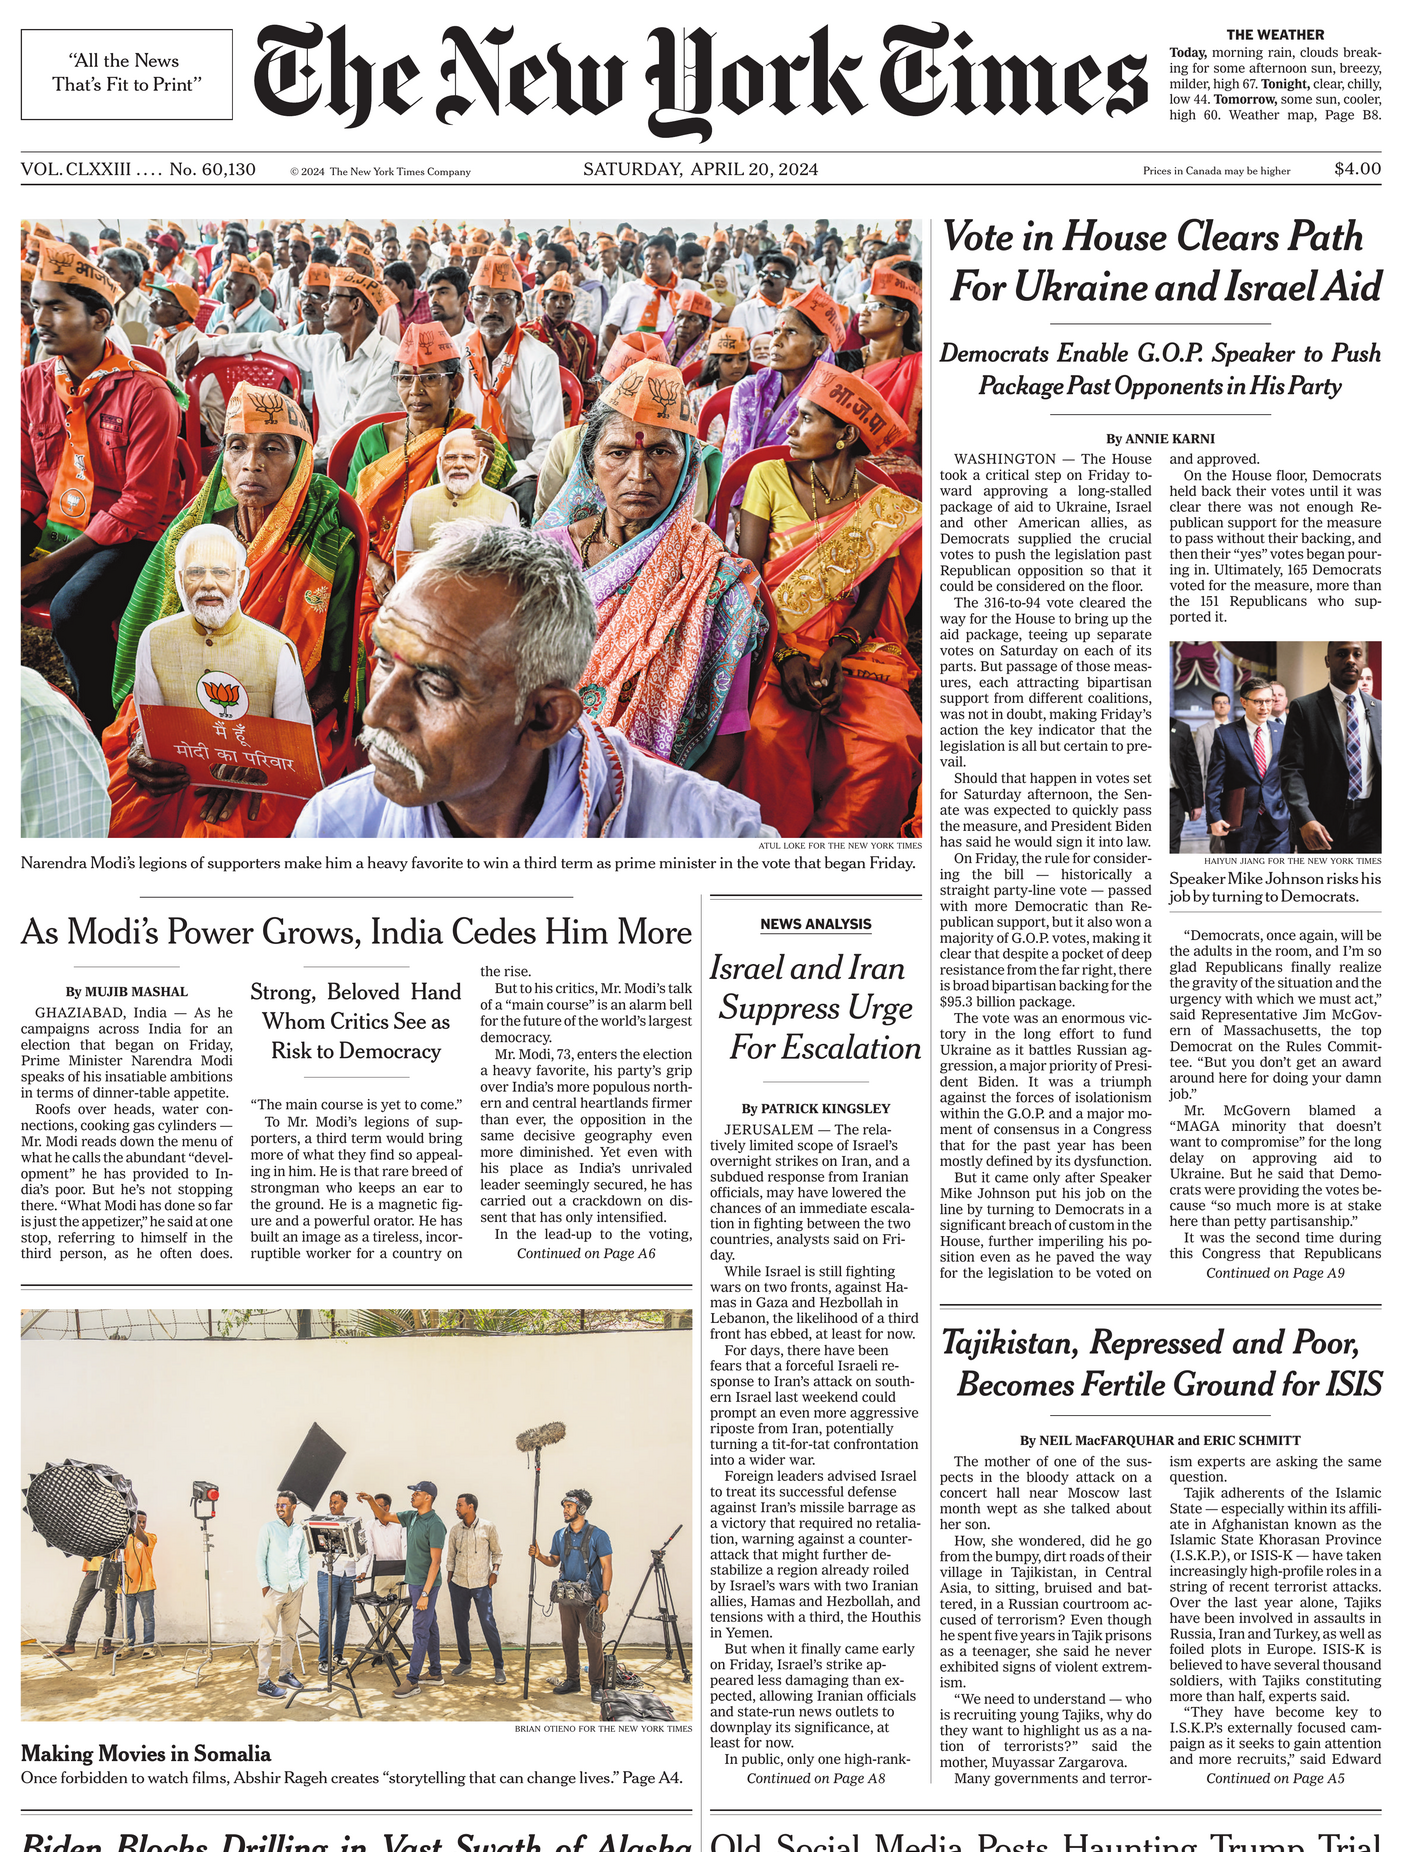 “All the News
That’s Fit to Print”
The New York Times
THE WEATHER
Today, morning rain, clouds break-
ing for some afternoon sun, breezy,
milder, high 67. Tonight, clear, chilly,
low 44. Tomorrow, some sun, cooler,
high 60. Weather map, Page B8.
VOL. CLXXIII .... No. 60,130
© 2024 The New York Times Company
SATURDAY, APRIL 20, 2024
Prices in Canada may be higher
$4.00
भाजपा
B.J.P
भा.ज.पा
मैं हूँ
मोदी का परिवार
ATUL LOKE FOR THE NEW YORK TIMES
Narendra Modi’s legions of supporters make him a heavy favorite to win a third term as prime minister in the vote that began Friday.
As Modi’s Power Grows, India Cedes Him More
By MUJIB MASHAL
GHAZIABAD, India — As he
campaigns across India for an
election that began on Friday,
Prime Minister Narendra Modi
speaks of his insatiable ambitions
in terms of dinner-table appetite.
Roofs over heads, water con-
nections, cooking gas cylinders —
Mr. Modi reads down the menu of
what he calls the abundant “devel-
opment” he has provided to In-
dia’s poor. But he’s not stopping
there. “What Modi has done so far
is just the appetizer,” he said at one
stop, referring to himself in the
third person, as he often does.
Strong, Beloved Hand
Whom Critics See as
Risk to Democracy
“The main course is yet to come.”
To Mr. Modi’s legions of sup-
porters, a third term would bring
more of what they find so appeal-
ing in him. He is that rare breed of
strongman who keeps an ear to
the ground. He is a magnetic fig-
ure and a powerful orator. He has
built an image as a tireless, incor-
ruptible worker for a country on
the rise.
But to his critics, Mr. Modi’s talk
of a “main course” is an alarm bell
for the future of the world’s largest
democracy.
Mr. Modi, 73, enters the election
a heavy favorite, his party’s grip
over India’s more populous north-
ern and central heartlands firmer
than ever, the opposition in the
same decisive geography even
more diminished. Yet even with
his place as India’s unrivaled
leader seemingly secured, he has
carried out a crackdown on dis-
sent that has only intensified.
In the lead-up to the voting,
Continued on Page A6
BRIAN OTIENO FOR THE NEW YORK TIMES
Making Movies in Somalia
Once forbidden to watch films, Abshir Rageh creates “storytelling that can change lives.” Page A4.
NEWS ANALYSIS
Israel and Iran
Suppress Urge
For Escalation
By PATRICK KINGSLEY
JERUSALEM — The rela-
tively limited scope of Israel’s
overnight strikes on Iran, and a
subdued response from Iranian
officials, may have lowered the
chances of an immediate escala-
tion in fighting between the two
countries, analysts said on Fri-
day.
While Israel is still fighting
wars on two fronts, against Ha-
mas in Gaza and Hezbollah in
Lebanon, the likelihood of a third
front has ebbed, at least for now.
For days, there have been
fears that a forceful Israeli re-
sponse to Iran’s attack on south-
ern Israel last weekend could
prompt an even more aggressive
riposte from Iran, potentially
turning a tit-for-tat confrontation
into a wider war.
Foreign leaders advised Israel
to treat its successful defense
against Iran’s missile barrage as
a victory that required no retalia-
tion, warning against a counter-
attack that might further de-
stabilize a region already roiled
by Israel’s wars with two Iranian
allies, Hamas and Hezbollah, and
tensions with a third, the Houthis
in Yemen.
But when it finally came early
on Friday, Israel’s strike ap-
peared less damaging than ex-
pected, allowing Iranian officials
and state-run news outlets to
downplay its significance, at
least for now.
In public, only one high-rank-
Continued on Page A8
Vote in House Clears Path
For Ukraine and Israel Aid
Democrats Enable G.O.P. Speaker to Push
Package Past Opponents in His Party
By ANNIE KARNI
WASHINGTON — The House
took a critical step on Friday to-
ward approving a long-stalled
package of aid to Ukraine, Israel
and other American allies, as
Democrats supplied the crucial
votes to push the legislation past
Republican opposition so that it
could be considered on the floor.
The 316-to-94 vote cleared the
way for the House to bring up the
aid package, teeing up separate
votes on Saturday on each of its
parts. But passage of those meas-
ures, each attracting bipartisan
support from different coalitions,
was not in doubt, making Friday’s
action the key indicator that the
legislation is all but certain to pre-
vail.
Should that happen in votes set
for Saturday afternoon, the Sen-
ate was expected to quickly pass
the measure, and President Biden
has said he would sign it into law.
On Friday, the rule for consider-
ing the bill — historically a
straight party-line vote — passed
with more Democratic than Re-
publican support, but it also won a
majority of G.O.P. votes, making it
clear that despite a pocket of deep
resistance from the far right, there
is broad bipartisan backing for the
$95.3 billion package.
The vote was an enormous vic-
tory in the long effort to fund
Ukraine as it battles Russian ag-
gression, a major priority of Presi-
dent Biden. It was a triumph
against the forces of isolationism
within the G.O.P. and a major mo-
ment of consensus in a Congress
that for the past year has been
mostly defined by its dysfunction.
But it came only after Speaker
Mike Johnson put his job on the
line by turning to Democrats in a
significant breach of custom in the
House, further imperiling his po-
sition even as he paved the way
for the legislation to be voted on
and approved.
On the House floor, Democrats
held back their votes until it was
clear there was not enough Re-
publican support for the measure
to pass without their backing, and
then their “yes” votes began pour-
ing in. Ultimately, 165 Democrats
voted for the measure, more than
the 151 Republicans who sup-
ported it.
HAIYUN JIANG FOR THE NEW YORK TIMES
Speaker Mike Johnson risks his
job by turning to Democrats.
“Democrats, once again, will be
the adults in the room, and I’m so
glad Republicans finally realize
the gravity of the situation and the
urgency with which we must act,”
said Representative Jim McGov-
ern of Massachusetts, the top
Democrat on the Rules Commit-
tee. “But you don’t get an award
around here for doing your damn
job.”
Mr. McGovern blamed a
“MAGA minority that doesn’t
want to compromise” for the long
delay on approving aid to
Ukraine. But he said that Demo-
crats were providing the votes be-
cause “so much more is at stake
here than petty partisanship.”
It was the second time during
this Congress that Republicans
Continued on Page A9
Tajikistan, Repressed and Poor,
Becomes Fertile Ground for ISIS
By NEIL MacFARQUHAR and ERIC SCHMITT
The mother of one of the sus-
pects in the bloody attack on a
concert hall near Moscow last
month wept as she talked about
her son.
How, she wondered, did he go
from the bumpy, dirt roads of their
village in Tajikistan, in Central
Asia, to sitting, bruised and bat-
tered, in a Russian courtroom ac-
cused of terrorism? Even though
he spent five years in Tajik prisons
as a teenager, she said he never
exhibited signs of violent extrem-
ism.
“We need to understand — who
is recruiting young Tajiks, why do
they want to highlight us as a na-
tion of terrorists?” said the
mother, Muyassar Zargarova.
Many governments and terror-
ism experts are asking the same
question.
Tajik adherents of the Islamic
State — especially within its affili-
ate in Afghanistan known as the
Islamic State Khorasan Province
(I.S.K.P.), or ISIS-K — have taken
increasingly high-profile roles in a
string of recent terrorist attacks.
Over the last year alone, Tajiks
have been involved in assaults in
Russia, Iran and Turkey, as well as
foiled plots in Europe. ISIS-K is
believed to have several thousand
soldiers, with Tajiks constituting
more than half, experts said.
“They have become key to
I.S.K.P.’s externally focused cam-
paign as it seeks to gain attention
and more recruits,” said Edward
Continued on Page A5
Biden Blocks Drilling in Vast Swath of Alaska
Old Social Media Posts Haunting Trump Trial